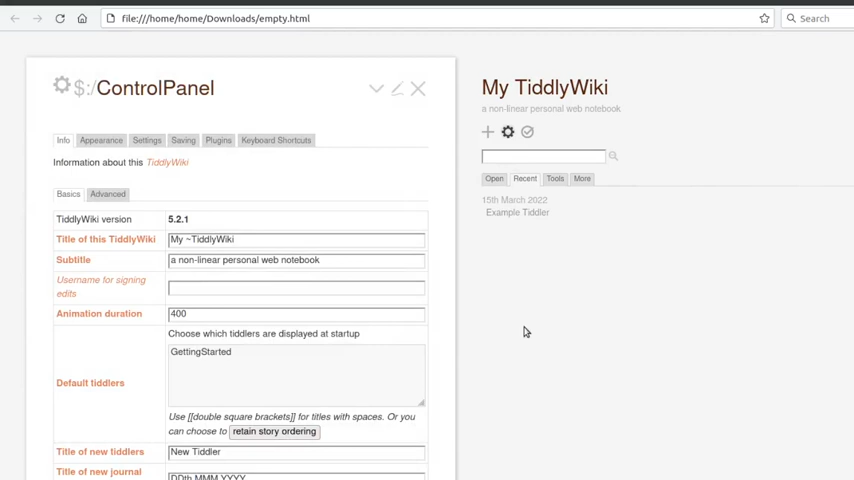 file:///home/home/Downloads/empty.html
Search
$:/ControlPanel
Info Appearance Settings Saving Plugins Keyboard Shortcuts
Information about this TiddlyWiki
Basics Advanced
TiddlyWiki version 5.2.1
Title of this TiddlyWiki My ~TiddlyWiki
Subtitle a non-linear personal web notebook
Username for signing
edits
Animation duration 400
Choose which tiddlers are displayed at startup
Default tiddlers GettingStarted
Use [[double square brackets]] for titles with spaces. Or you
can choose to retain story ordering
Title of new tiddlers New Tiddler
Title of new journal DDth MMM YYYY
My TiddlyWiki
a non-linear personal web notebook
Open Recent Tools More
15th March 2022
Example Tiddler